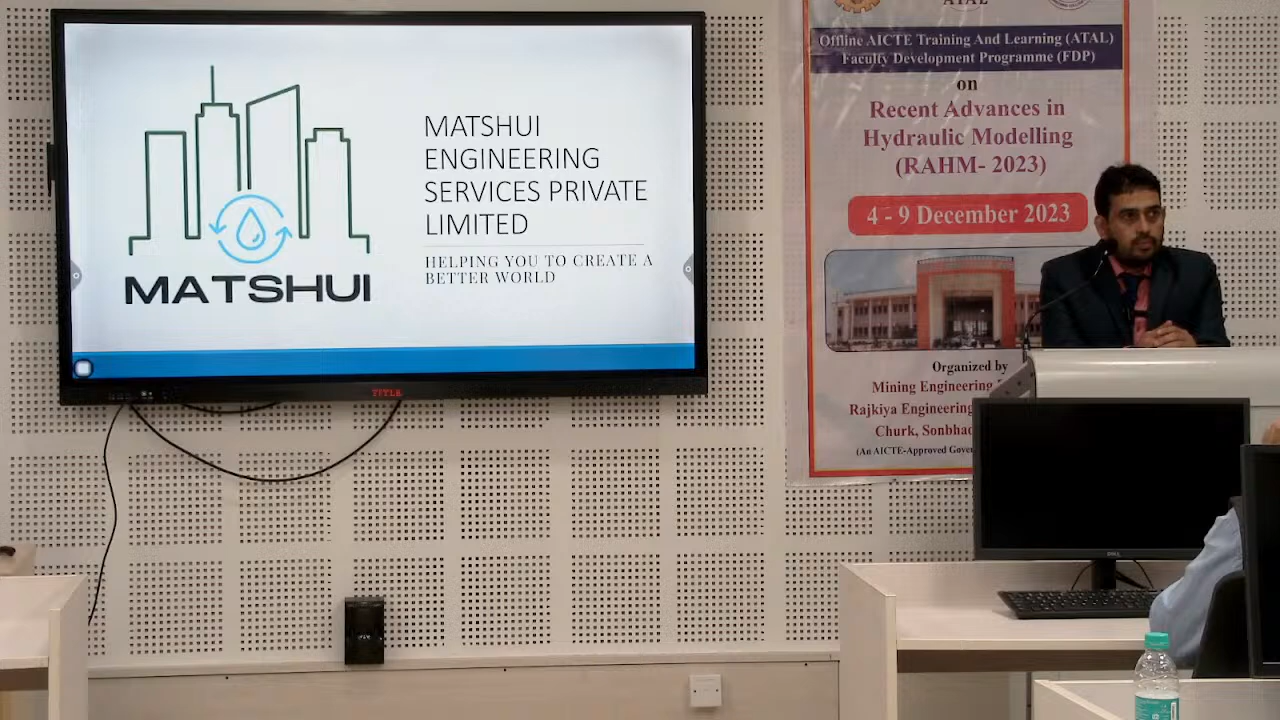 MATSHUI
MATSHUI
ENGINEERING
SERVICES PRIVATE
LIMITED
HELPING YOU TO CREATE A
BETTER WORLD
ATAL
Offline AICTE Training And Learning (ATAL)
Faculty Development Programme (FDP)
on
Recent Advances in
Hydraulic Modelling
(RAHM- 2023)
4 - 9 December 2023
Organized by
Mining Engineering
Rajkiya Engineering
Churk,
(An AICTE-Approved
TITLE
DELL